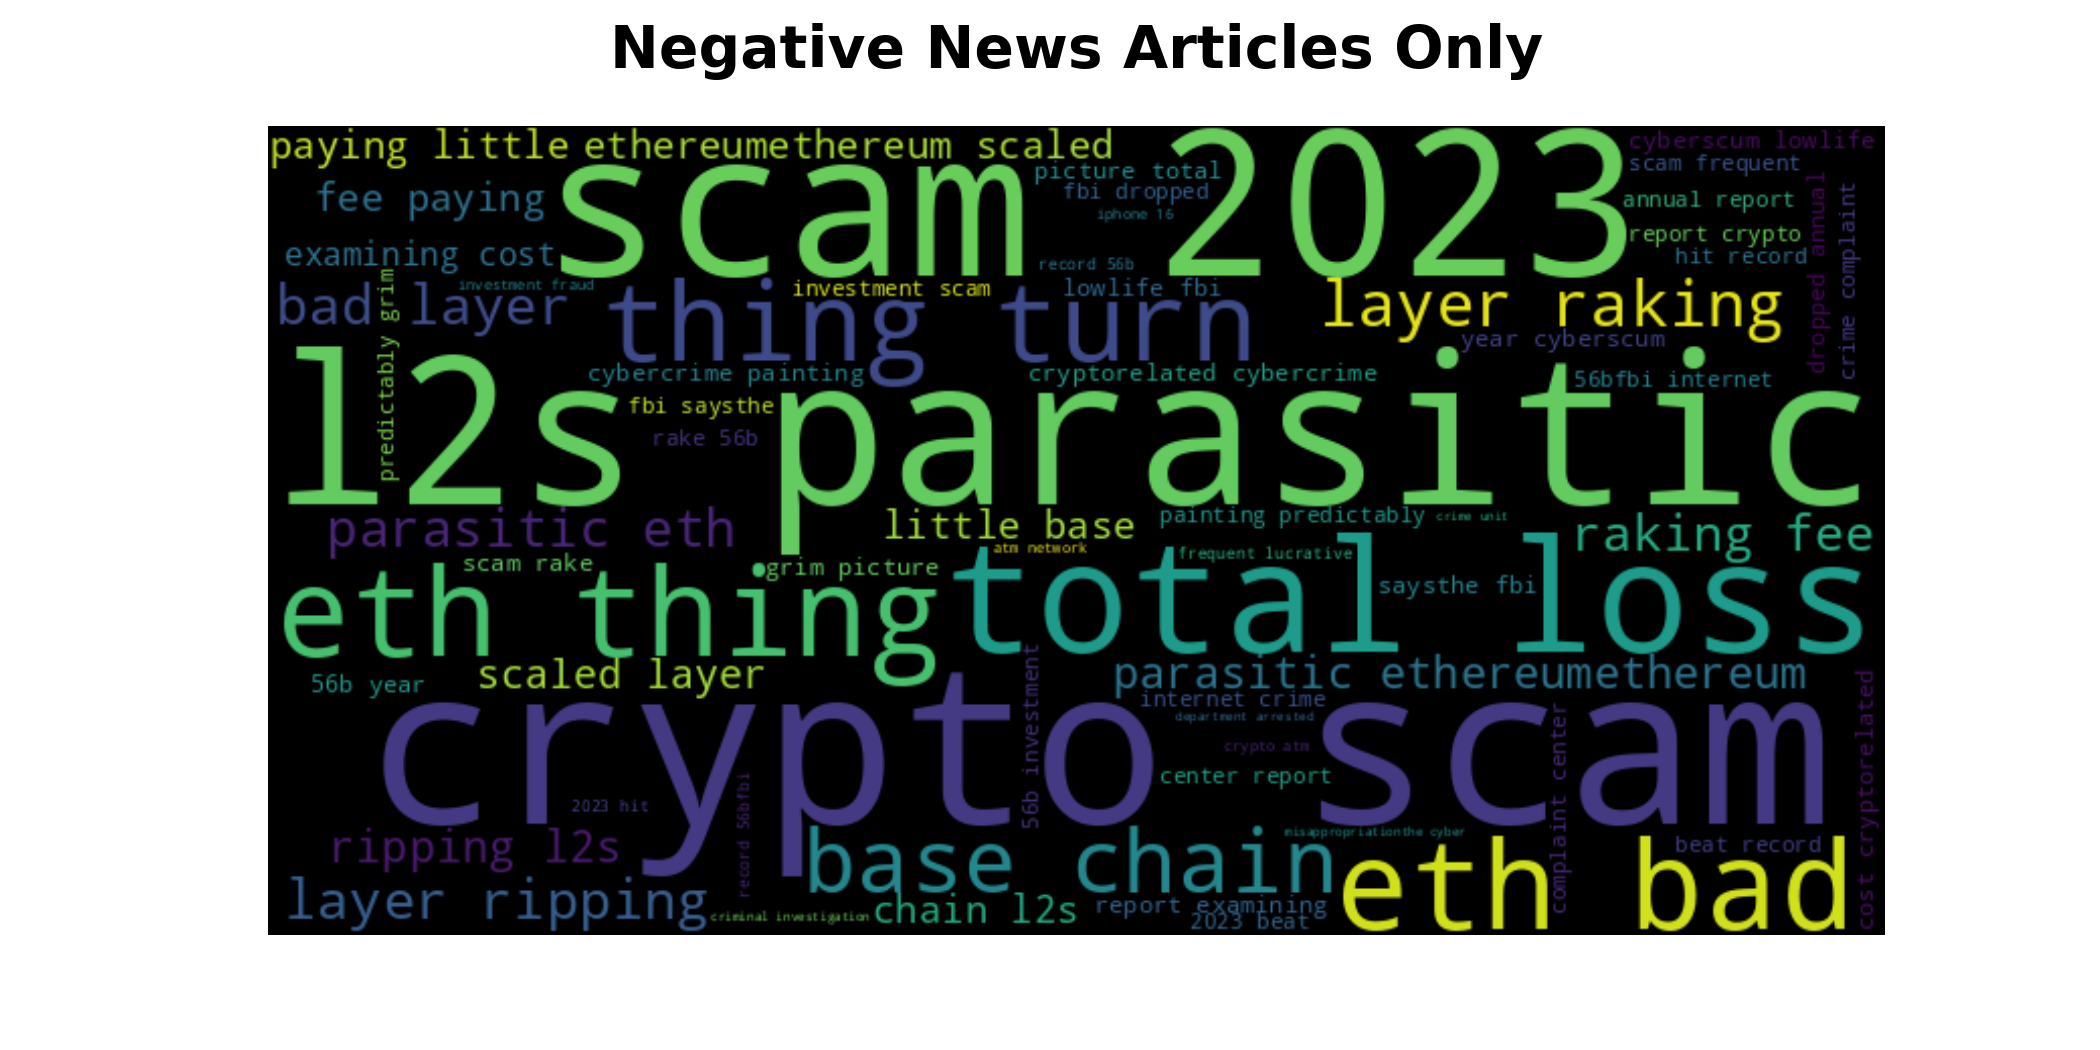 Negative News Articles Only
paying little
ethereumethereum scaled
scam 2023
cyberscum lowlife
picture total
scam frequent
fee paying
fbi dropped
annual report
iphone 16
report crypto
examining cost
record 56b
hit record
dropped annual
crime complaint
predictably grim
investment fraud
bad layer
thing turn
investment scam
lowlife fbi
layer raking
year cyberscum
l2s parasitic
cybercrime painting
cryptorelated cybercrime
56bfbi internet
fbi saysthe
rake 56b
parasitic eth
little base
painting predictably
crime unit
raking fee
atm network
frequent lucrative
scam rake
grim picture
eth thing
total loss
saysthe fbi
56b year
scaled layer
56b investment
parasitic ethereumethereum
internet crime
department arrested
crypto scam
crypto atm
center report
complaint center
cost cryptorelated
2023 hit
record 56bfbi
ripping l2s
base chain
misappropriationthe cyber
beat record
eth bad
layer ripping
criminal investigation
chain l2s
report examining
2023 beat